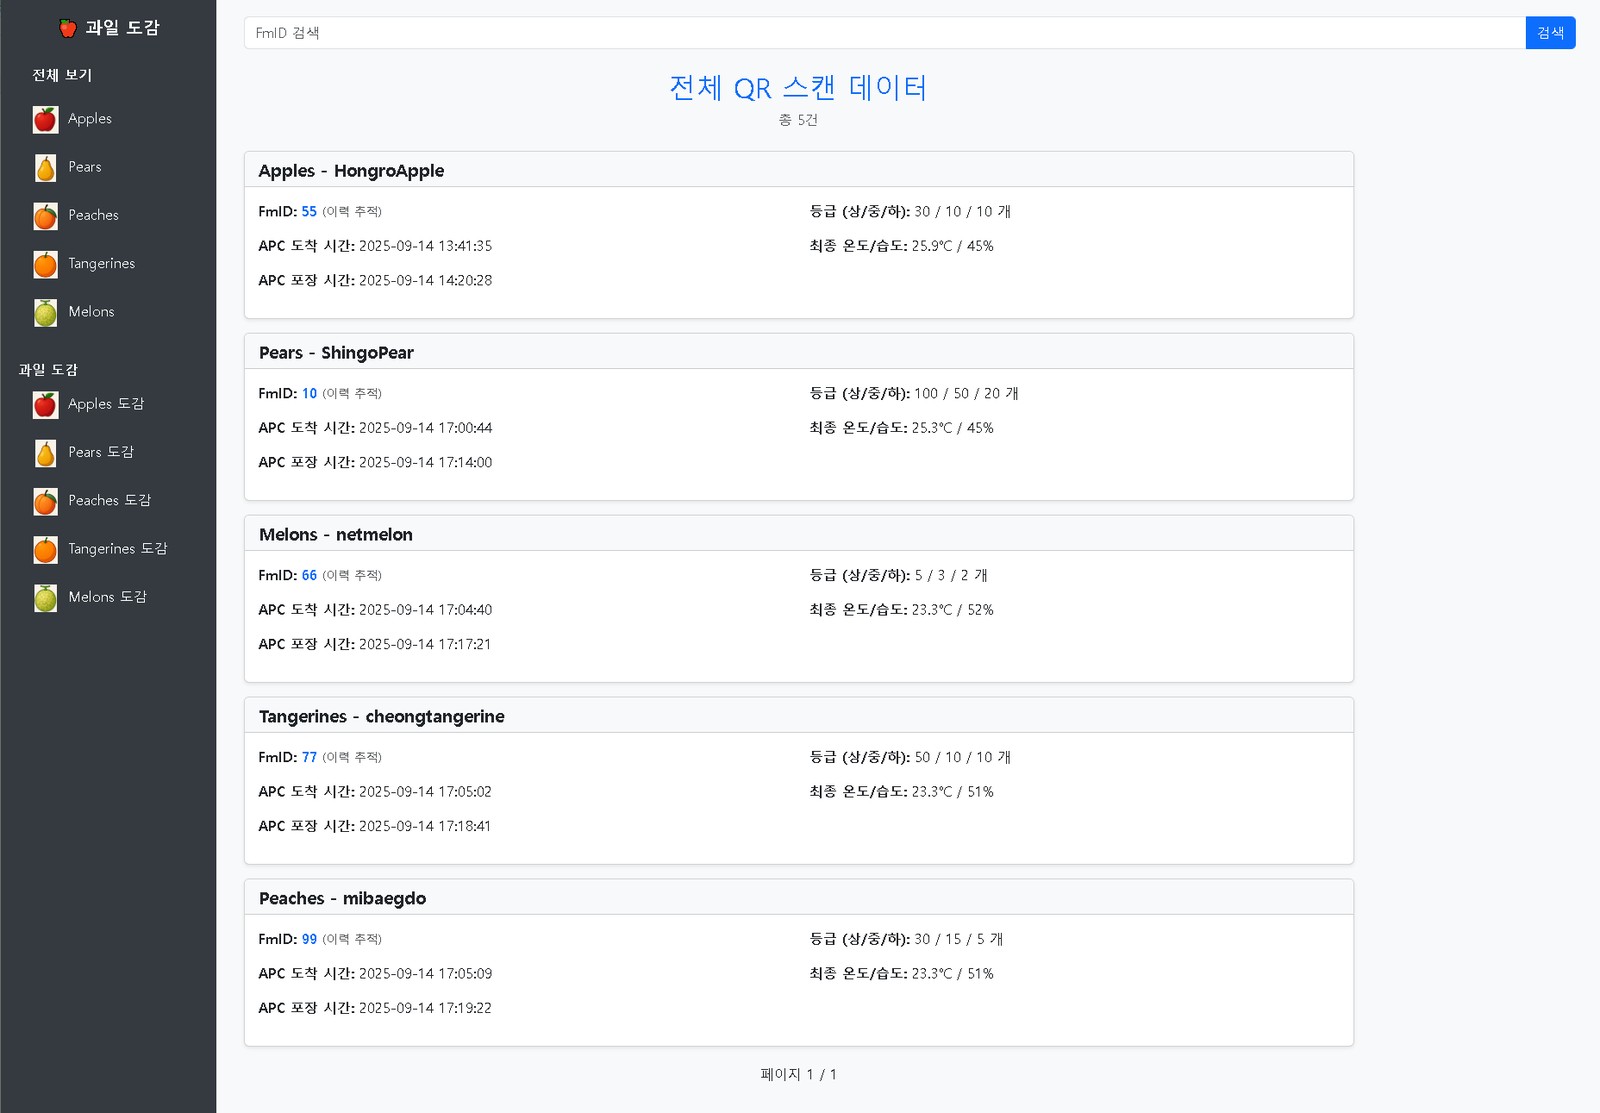 과일 도감
전체 보기
Apples
Pears
Peaches
Tangerines
Melons
과일 도감
Apples 도감
Pears 도감
Peaches 도감
Tangerines 도감
Melons 도감
FmID 검색
검색
전체 QR 스캔 데이터
총 5건
Apples - HongroApple
FmID: 55 (이력 추적)
등급 (상/중/하): 30 / 10 / 10 개
APC 도착 시간: 2025-09-14 13:41:35
최종 온도/습도: 25.9℃ / 45%
APC 포장 시간: 2025-09-14 14:20:28
Pears - ShingoPear
FmID: 10 (이력 추적)
등급 (상/중/하): 100 / 50 / 20 개
APC 도착 시간: 2025-09-14 17:00:44
최종 온도/습도: 25.3℃ / 45%
APC 포장 시간: 2025-09-14 17:14:00
Melons - netmelon
FmID: 66 (이력 추적)
등급 (상/중/하): 5 / 3 / 2 개
APC 도착 시간: 2025-09-14 17:04:40
최종 온도/습도: 23.3℃ / 52%
APC 포장 시간: 2025-09-14 17:17:21
Tangerines - cheongtangerine
FmID: 77 (이력 추적)
등급 (상/중/하): 50 / 10 / 10 개
APC 도착 시간: 2025-09-14 17:05:02
최종 온도/습도: 23.3℃ / 51%
APC 포장 시간: 2025-09-14 17:18:41
Peaches - mibaegdo
FmID: 99 (이력 추적)
등급 (상/중/하): 30 / 15 / 5 개
APC 도착 시간: 2025-09-14 17:05:09
최종 온도/습도: 23.3℃ / 51%
APC 포장 시간: 2025-09-14 17:19:22
페이지 1 / 1